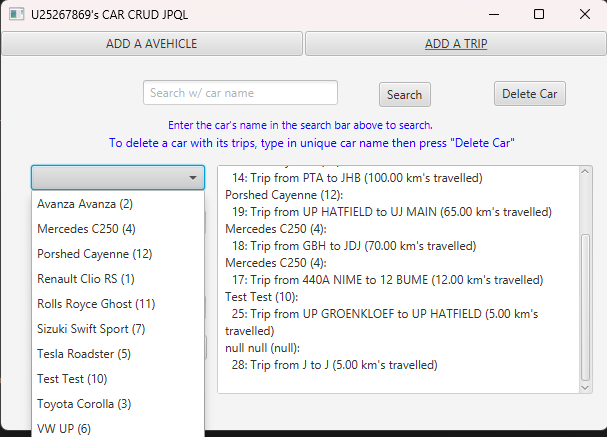 U25267869's CAR CRUD JPQL
ADD A AVEHICLE
ADD A TRIP
Search w/ car name
Search
Delete Car
Enter the car's name in the search bar above to search.
To delete a car with its trips, type in unique car name then press "Delete Car"
Avanza Avanza (2)
Mercedes C250 (4)
Porshed Cayenne (12)
Renault Clio RS (1)
Rolls Royce Ghost (11)
Sizuki Swift Sport (7)
Tesla Roadster (5)
Test Test (10)
Toyota Corolla (3)
VW UP (6)
14: Trip from PTA to JHB (100.00 km's travelled)
Porshed Cayenne (12):
19: Trip from UP HATFIELD to UJ MAIN (65.00 km's travelled)
Mercedes C250 (4):
18: Trip from GBH to JDJ (70.00 km's travelled)
Mercedes C250 (4):
17: Trip from 440A NIME to 12 BUME (12.00 km's travelled)
Test Test (10):
25: Trip from UP GROENKLOEF to UP HATFIELD (5.00 km's
travelled)
null null (null):
28: Trip from J to J (5.00 km's travelled)